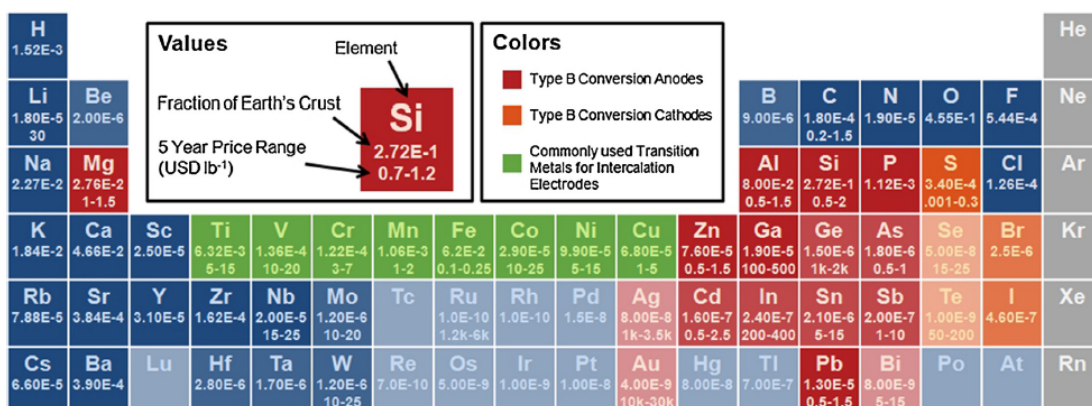 H
1.52E-3
He
Values
Element
Fraction of Earth's Crust
5 Year Price Range
(USD lb-1)
Si
2.72E-1
0.7-1.2
Colors
Type B Conversion Anodes
Type B Conversion Cathodes
Commonly used Transition
Metals for Intercalation
Electrodes
Li Be B C N O F Ne
1.80E-5 2.00E-6 9.00E-6 1.80E-4 1.90E-5 4.55E-1 5.44E-4
30 0.2-1.5
Na Mg Al Si P S Cl Ar
2.27E-2 2.76E-2 8.00E-2 2.72E-1 1.12E-3 3.40E-4 1.26E-4
1-1.5 0.5-1.5 0.5-2 .001-0.3
K Ca Sc Ti V Cr Mn Fe Co Ni Cu Zn Ga Ge As Se Br Kr
1.84E-2 4.66E-2 2.50E-5 6.32E-3 1.36E-4 1.22E-4 1.06E-3 6.2E-2 2.90E-5 9.90E-5 6.80E-5 7.60E-5 1.90E-5 1.50E-6 1.80E-6 5.00E-8 2.5E-6
5-15 10-20 3-7 1-2 0.1-0.25 10-25 5-15 1-5 0.5-1.5 100-500 1k-2k 0.5-1 15-25
Rb Sr Y Zr Nb Mo Tc Ru Rh Pd Ag Cd In Sn Sb Te I Xe
7.88E-5 3.84E-4 3.10E-5 1.62E-4 2.00E-5 1.20E-6 1.0E-10 1.0E-10 1.5E-8 8.00E-8 1.60E-7 2.40E-7 2.10E-6 2.00E-7 1.00E-9 4.60E-7
15-25 10-20 1.2k-6k 1k-3.5k 0.5-2.5 200-400 5-15 1-10 50-200
Cs Ba Lu Hf Ta W Re Os Ir Pt Au Hg Tl Pb Bi Po At Rn
6.60E-5 3.90E-4 2.80E-6 1.70E-6 1.20E-6 7.0E-10 5.00E-9 1.00E-9 1.00E-8 4.00E-9 8.00E-8 7.00E-7 1.30E-5 8.00E-9
10-25 10k-30k 0.5-1.5 5-15